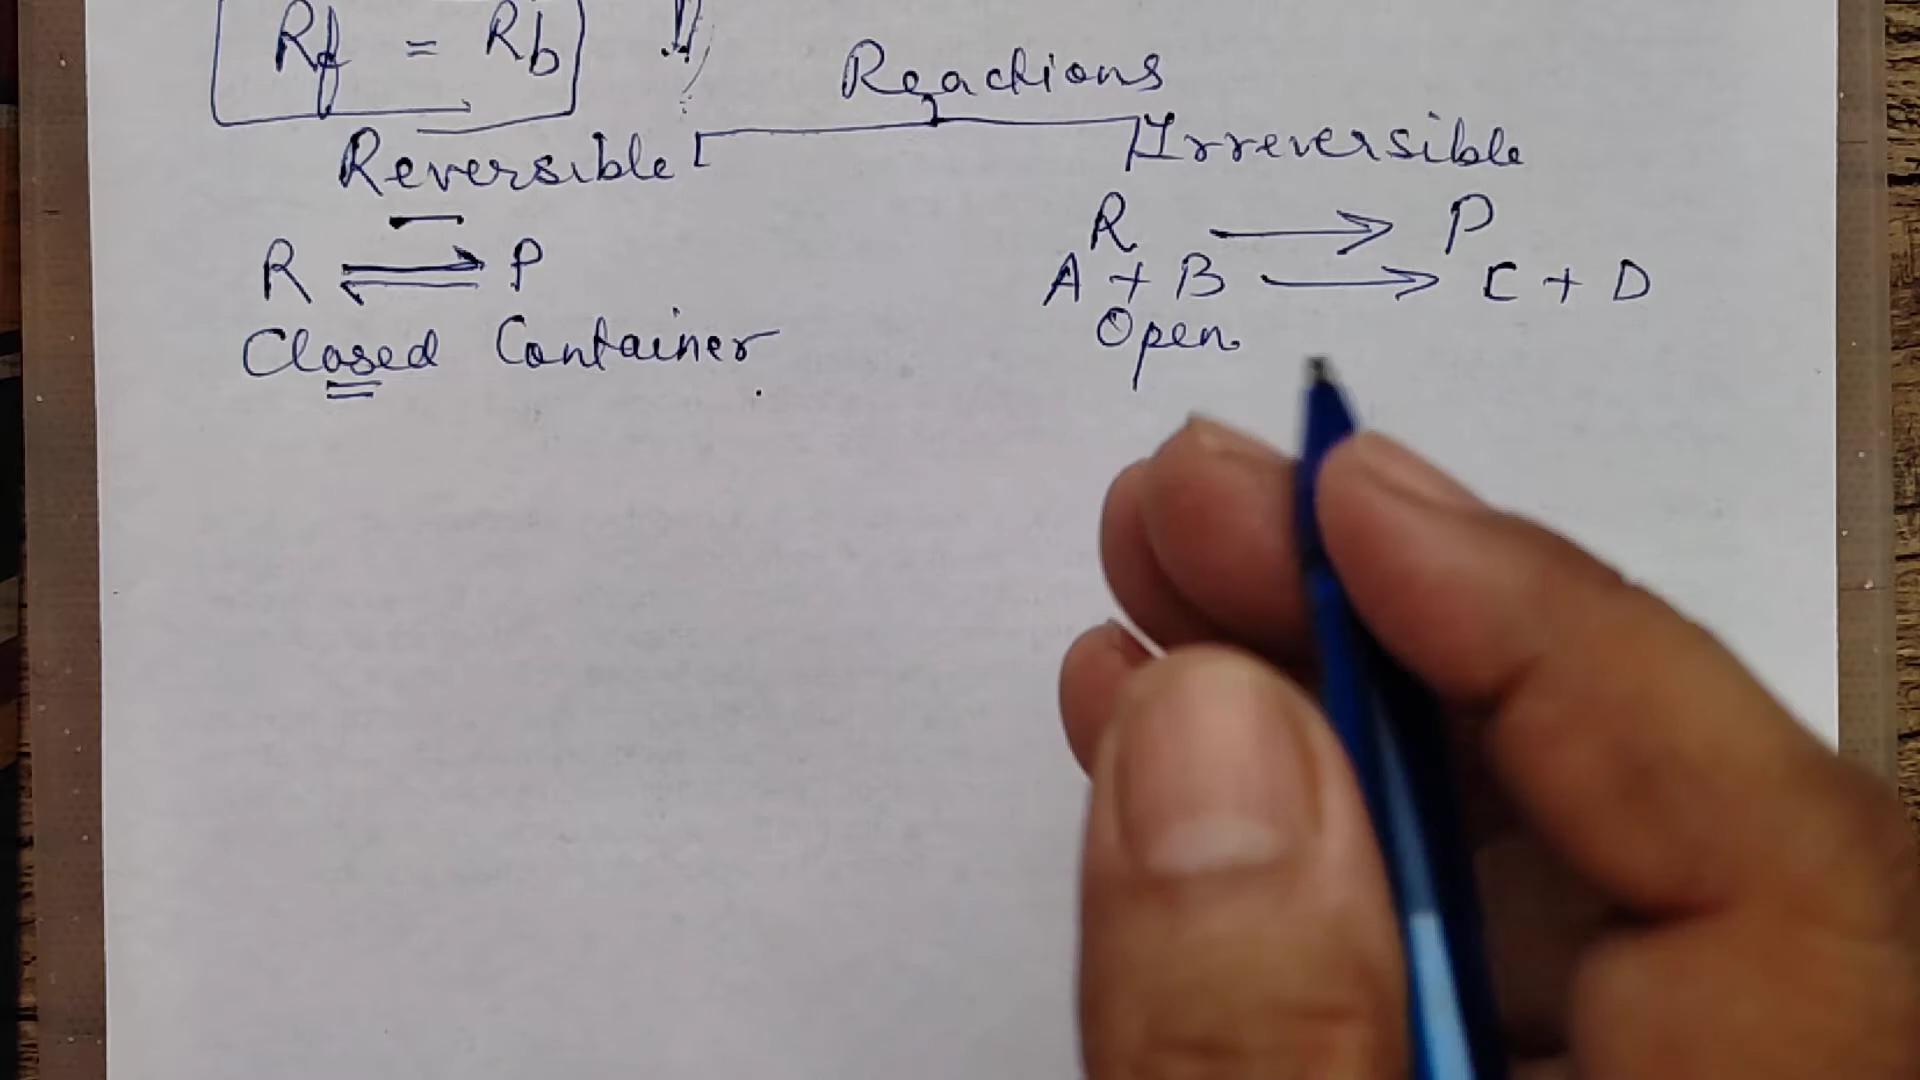 Rf = Rb !!
Reactions
Reversible
Irreversible
R ⇌ P
R → P
A + B → C + D
Closed Container.
Open